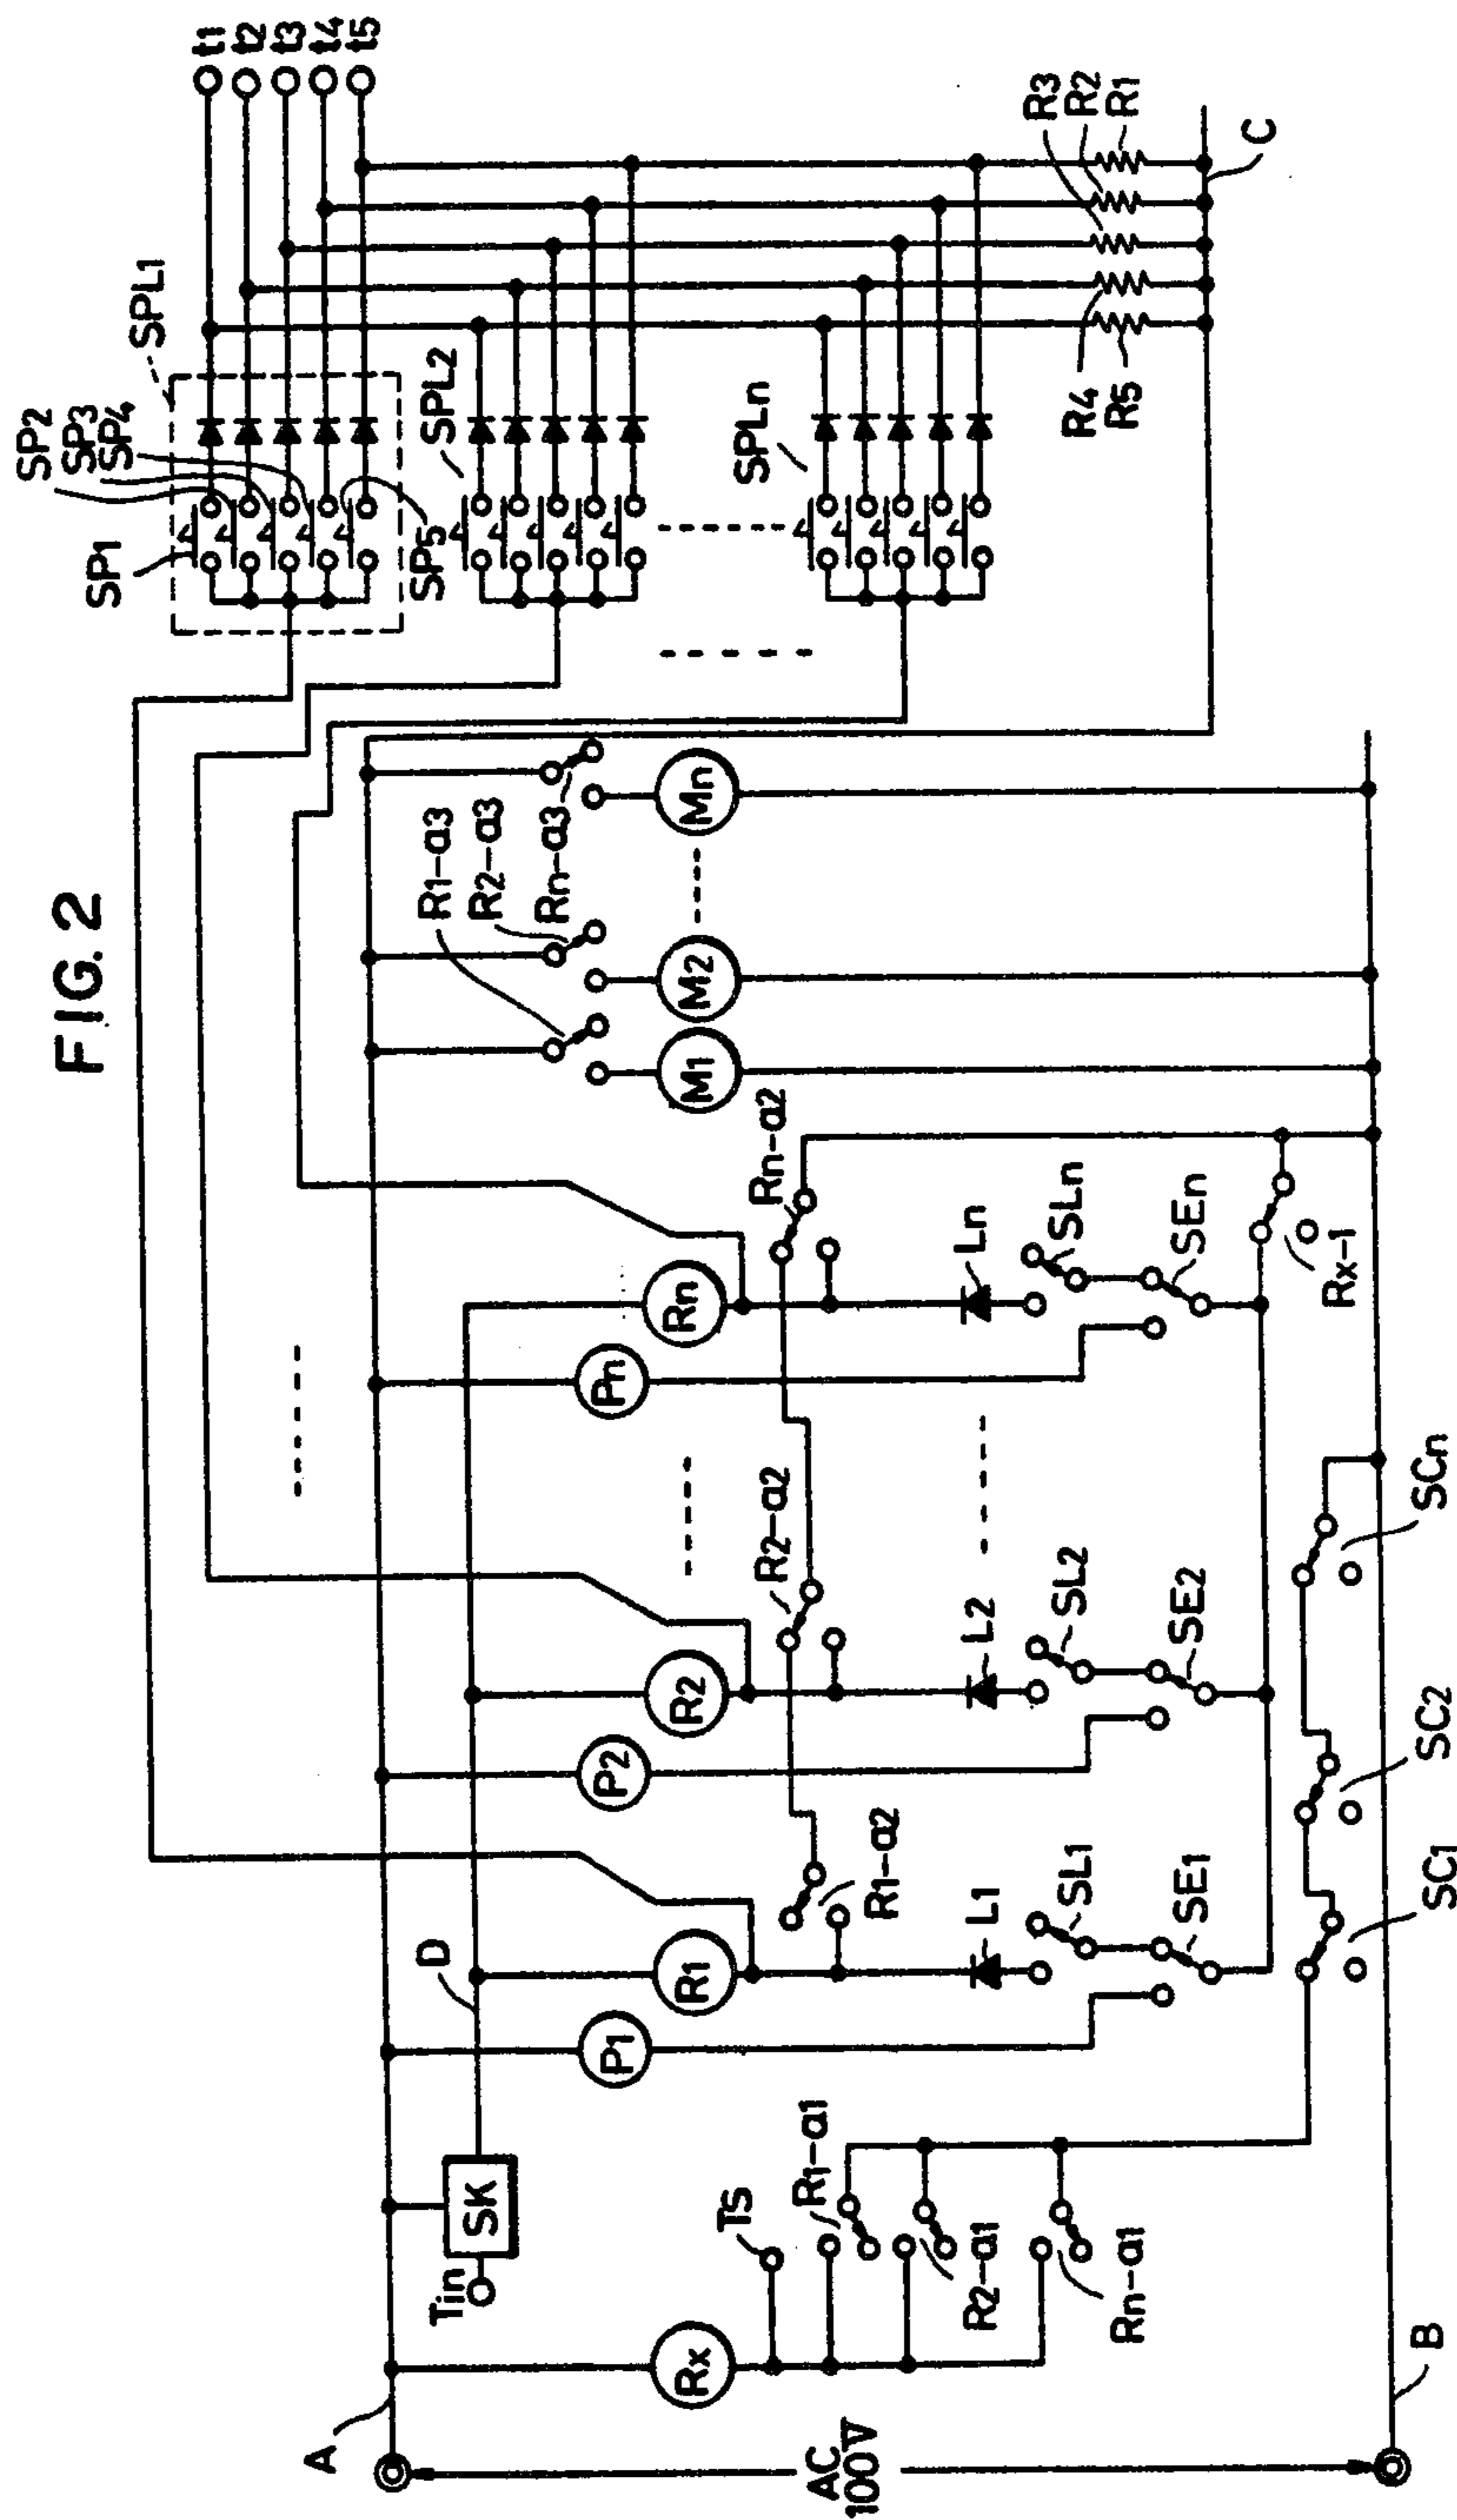 FIG. 2
A
B
AC
100V
Rx
Tin
SK
TS
R1-a1
R2-a1
Rn-a1
D
P1
R1
R1-a2
L1
SL1
SE1
SC1
P2
R2
R2-a2
L2
SL2
SE2
SC2
Pn
Rn
Rn-a2
Ln
SLn
SEn
SCn
Rx-1
R1-a3
R2-a3
Rn-a3
M1
M2
Mn
SP1
SP2
SP3
SP4
SP5
SPL1
SPL2
SPLn
t1
t2
t3
t4
t5
R3
R2
R1
R4
R5
C